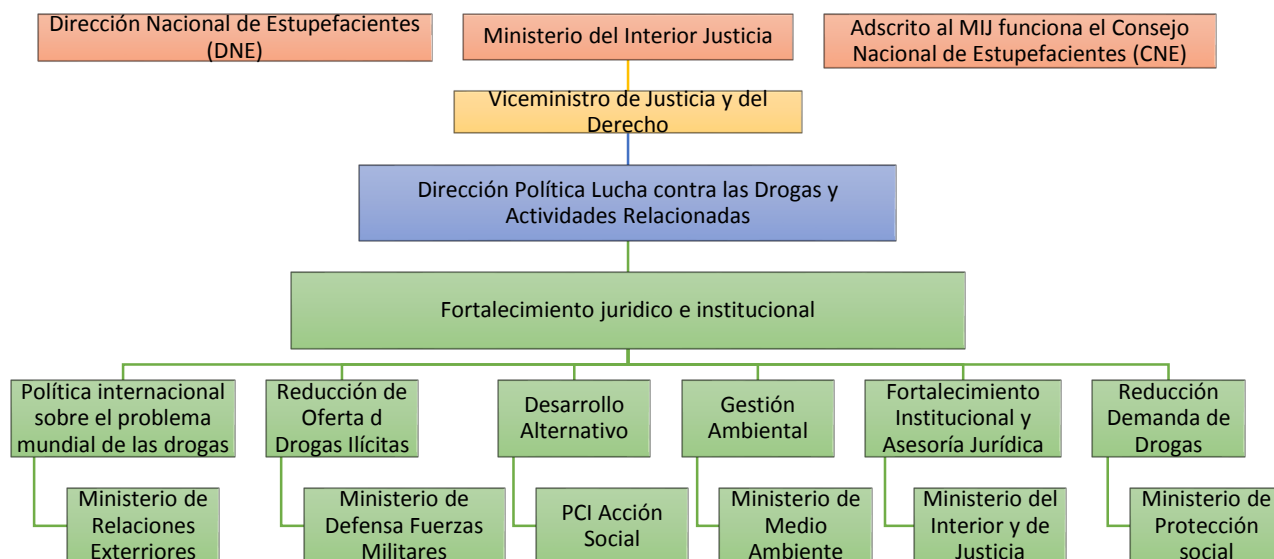 Dirección Nacional de Estupefacientes
(DNE)
Ministerio del Interior Justicia
Adscrito al MIJ funciona el Consejo
Nacional de Estupefacientes (CNE)
Viceministro de Justicia y del
Derecho
Dirección Política Lucha contra las Drogas y
Actividades Relacionadas
Fortalecimiento juridico e institucional
Política internacional
sobre el problema
mundial de las drogas
Reducción de
Oferta d
Drogas Ilícitas
Desarrollo
Alternativo
Gestión
Ambiental
Fortalecimiento
Institucional y
Asesoría Jurídica
Reducción
Demanda de
Drogas
Ministerio de
Relaciones
Exterriores
Ministerio de
Defensa Fuerzas
Militares
PCI Acción
Social
Ministerio de
Medio
Ambiente
Ministerio del
Interior y de
Justicia
Ministerio de
Protección
social